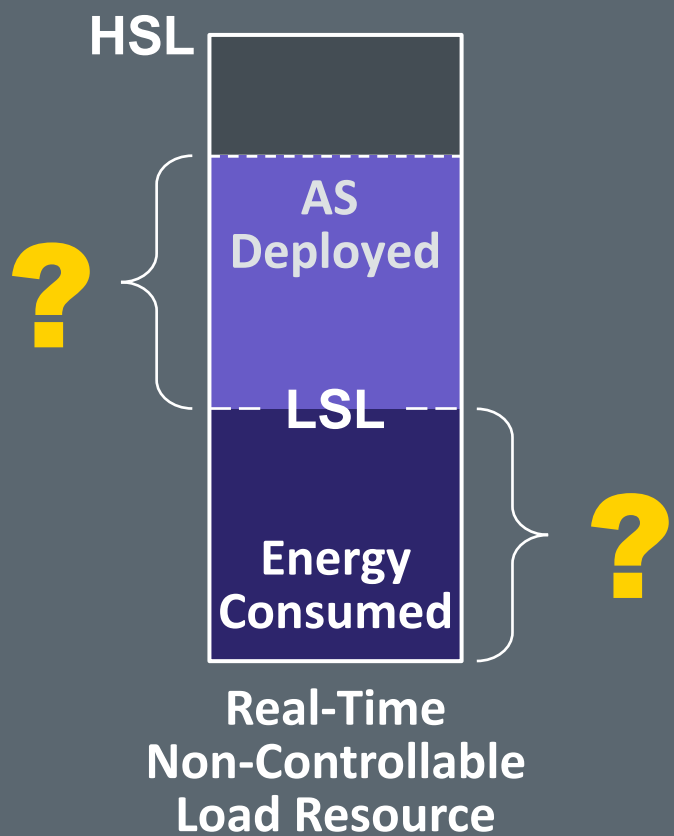 HSL
AS
Deployed
?
LSL
?
Energy
Consumed
Real-Time
Non-Controllable
Load Resource